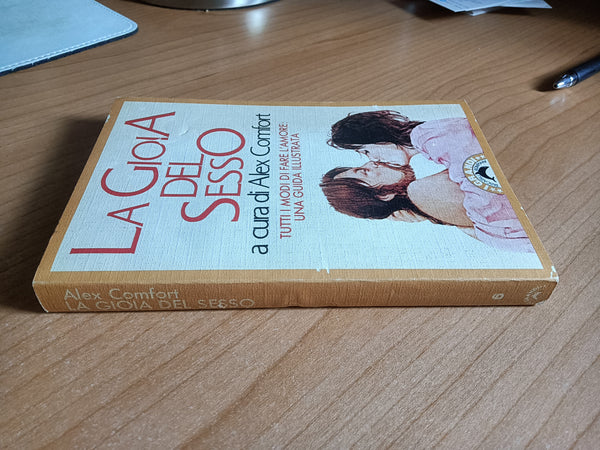 LA GIOIA
DEL
SESSO
a cura di Alex Comfort
TUTTI I MODI DI FARE L'AMORE:
UNA GUIDA ILLUSTRATA
Alex Comfort
LA GIOIA DEL SESSO
6